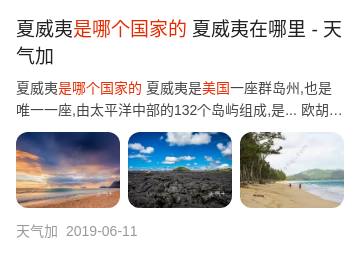 夏威夷是哪个国家的 夏威夷在哪里 - 天
气加
夏威夷是哪个国家的 夏威夷是美国一座群岛州,也是
唯一一座,由太平洋中部的132个岛屿组成,是... 欧胡...
天气加 2019-06-11